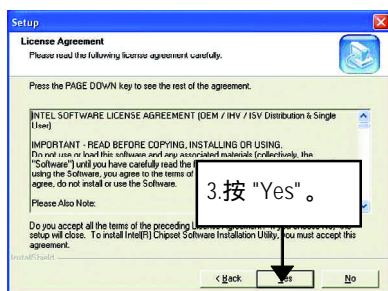 Setup
License Agreement
Please read the following license agreement carefully.
Press the PAGE DOWN key to see the rest of the agreement.
INTEL SOFTWARE LICENSE AGREEMENT (OEM / IHV / ISV Distribution & Single
User)
IMPORTANT - READ BEFORE COPYING, INSTALLING OR USING.
Do not use or load this software and any associated materials (collectively, the
"Software") until you have carefully read the
using the Software, you agree to the terms of
agree, do not install or use the Software.
Please Also Note:
3.按 "Yes"。
Do you accept all the terms of the preceding
setup will close. To install Intel(R) Chipset Software Installation Utility, you must accept this
agreement.
InstallShield
< Back
Yes
No